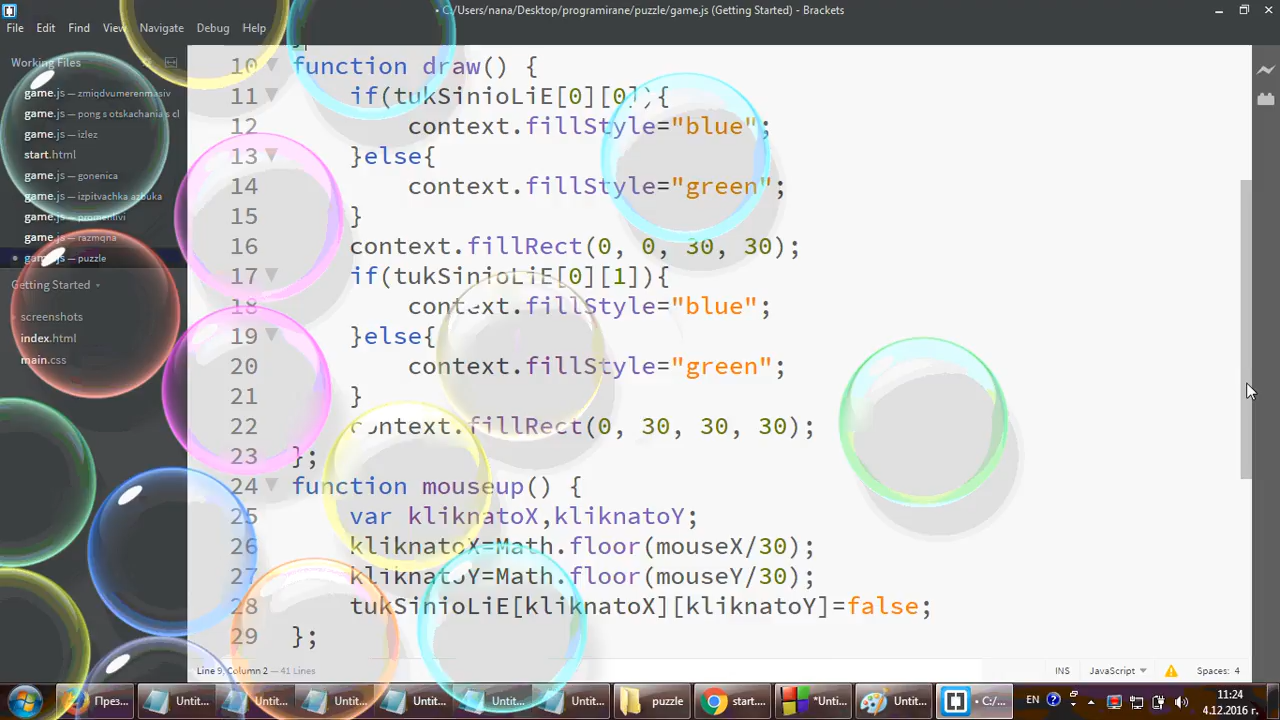 • C:/Users/nana/Desktop/programirane/puzzle/game.js (Getting Started) - Brackets
File Edit Find View Navigate Debug Help
Working Files
game.js — zmiqdvumerenmasiv
game.js — pong s otskachania s cl
game.js — izlez
start.html
game.js — gonenica
game.js — izpitvachka azbuka
game.js — promenlivi
game.js — razmqna
game.js — puzzle
Getting Started
screenshots
index.html
main.css
10 function draw() {
11 if(tukSinioLiE[0][0]){
12 context.fillStyle="blue";
13 }else{
14 context.fillStyle="green";
15 }
16 context.fillRect(0, 0, 30, 30);
17 if(tukSinioLiE[0][1]){
18 context.fillStyle="blue";
19 }else{
20 context.fillStyle="green";
21 }
22 context.fillRect(0, 30, 30, 30);
23 };
24 function mouseup() {
25 var kliknatoX,kliknatoY;
26 kliknatoX=Math.floor(mouseX/30);
27 kliknatoY=Math.floor(mouseY/30);
28 tukSinioLiE[kliknatoX][kliknatoY]=false;
29 };
Line 9, Column 2 — 41 Lines
INS JavaScript Spaces: 4
През... Untit... Untit... Untit... Untit... Untit... Untit... puzzle start.... *Unti... Untit... • C:/... EN 11:24
4.12.2016 г.